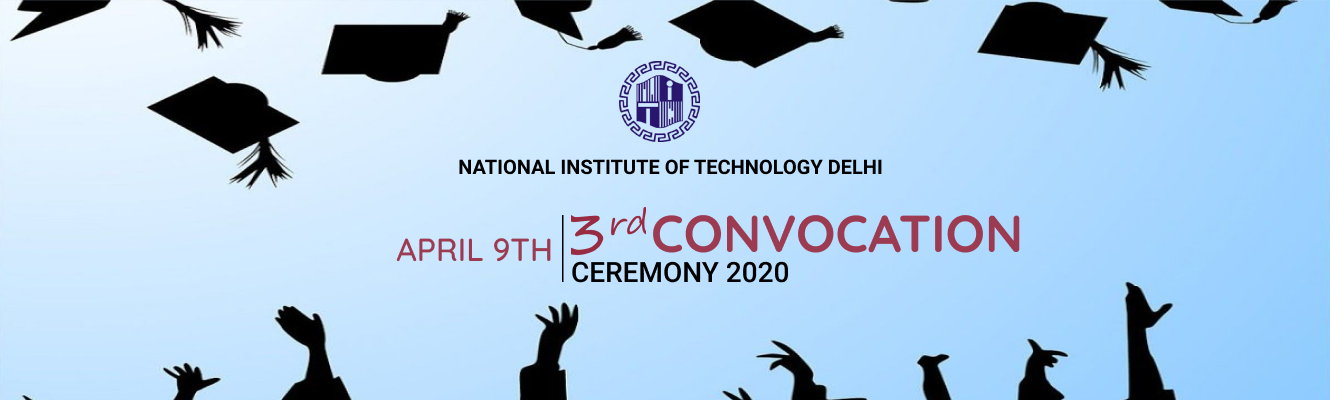 NATIONAL INSTITUTE OF TECHNOLOGY DELHI
APRIL 9TH
3rd CONVOCATION
CEREMONY 2020